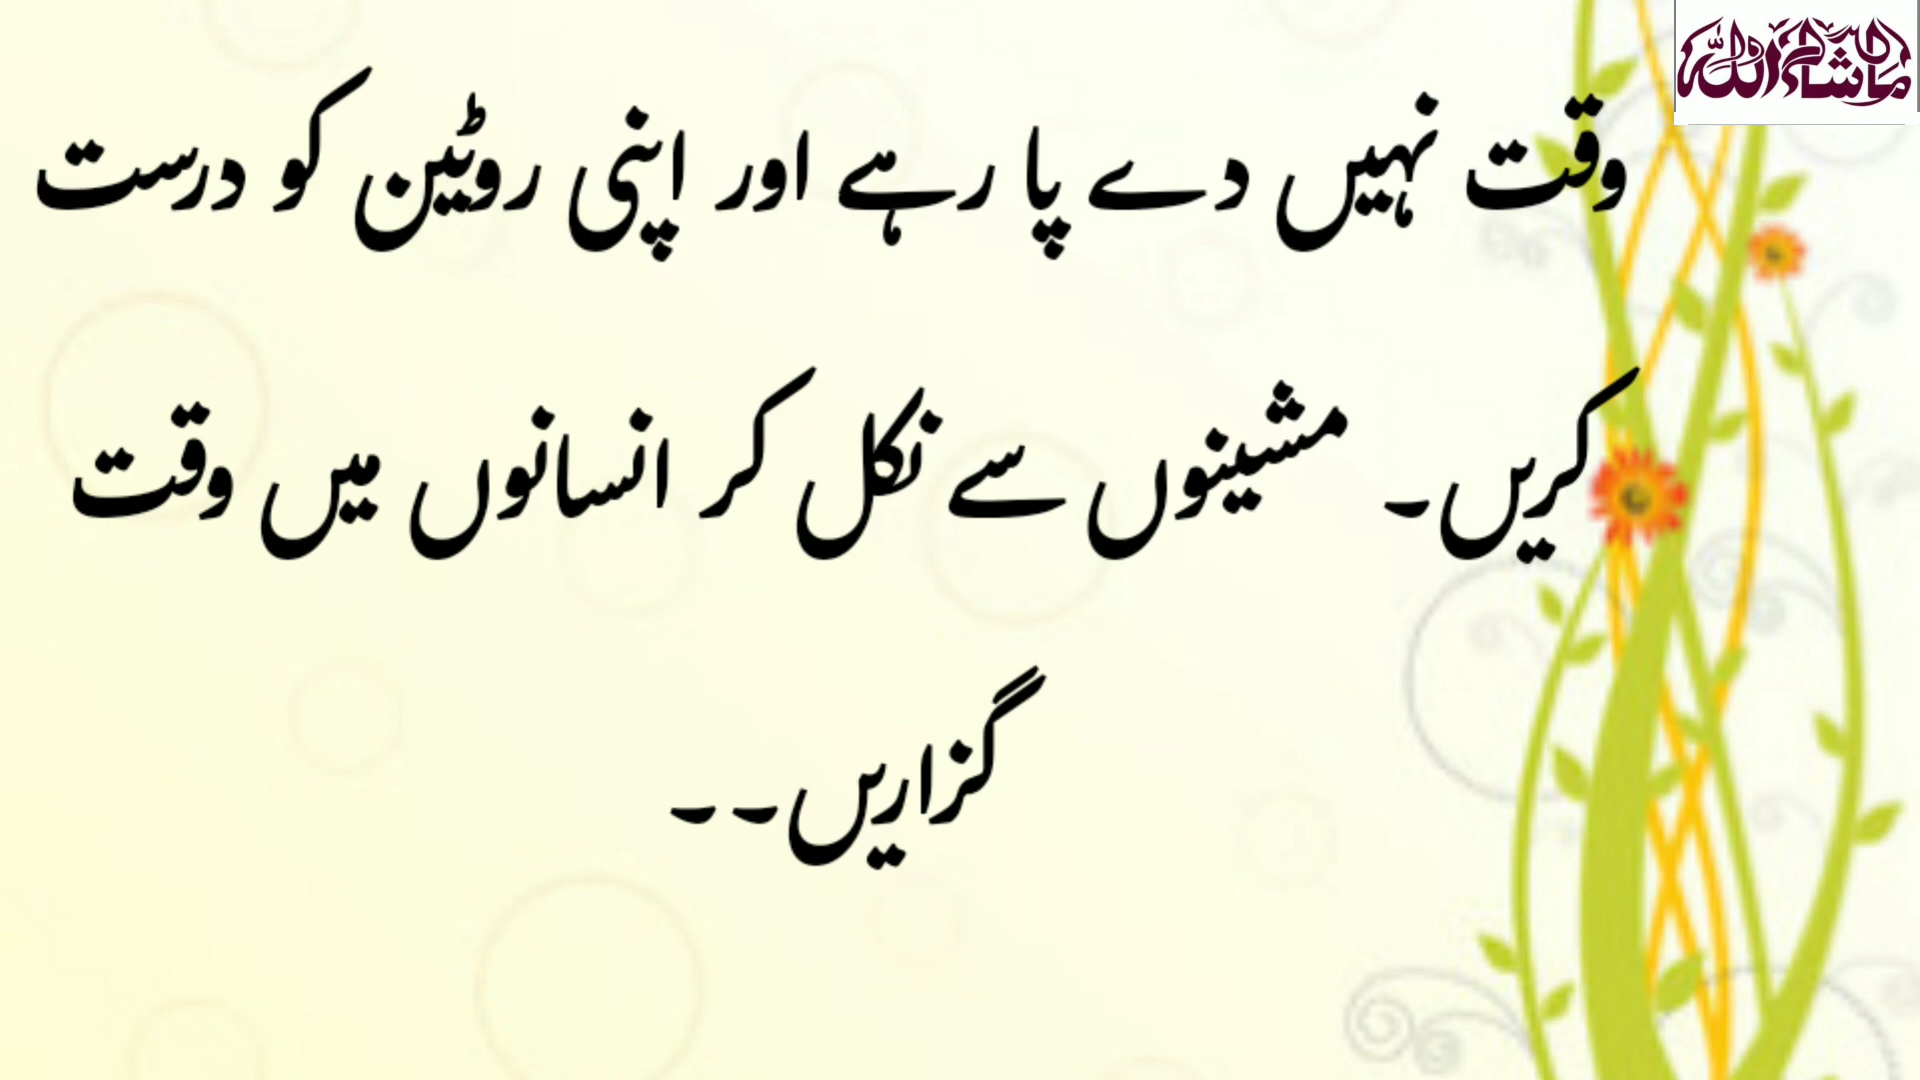 ماشاءاللہ
وقت نہیں دے پا رہے اور اپنی روٹین کو درست
کریں۔ مشینوں سے نکل کر انسانوں میں وقت
گزاریں۔۔